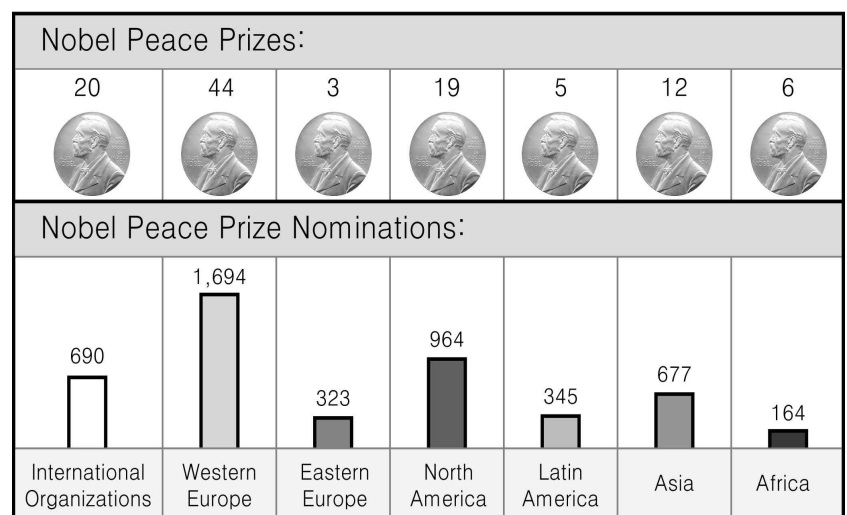 Nobel Peace Prizes:
20 44 3 19 5 12 6
Nobel Peace Prize Nominations:
690 1,694 323 964 345 677 164
International Organizations
Western Europe
Eastern Europe
North America
Latin America
Asia
Africa